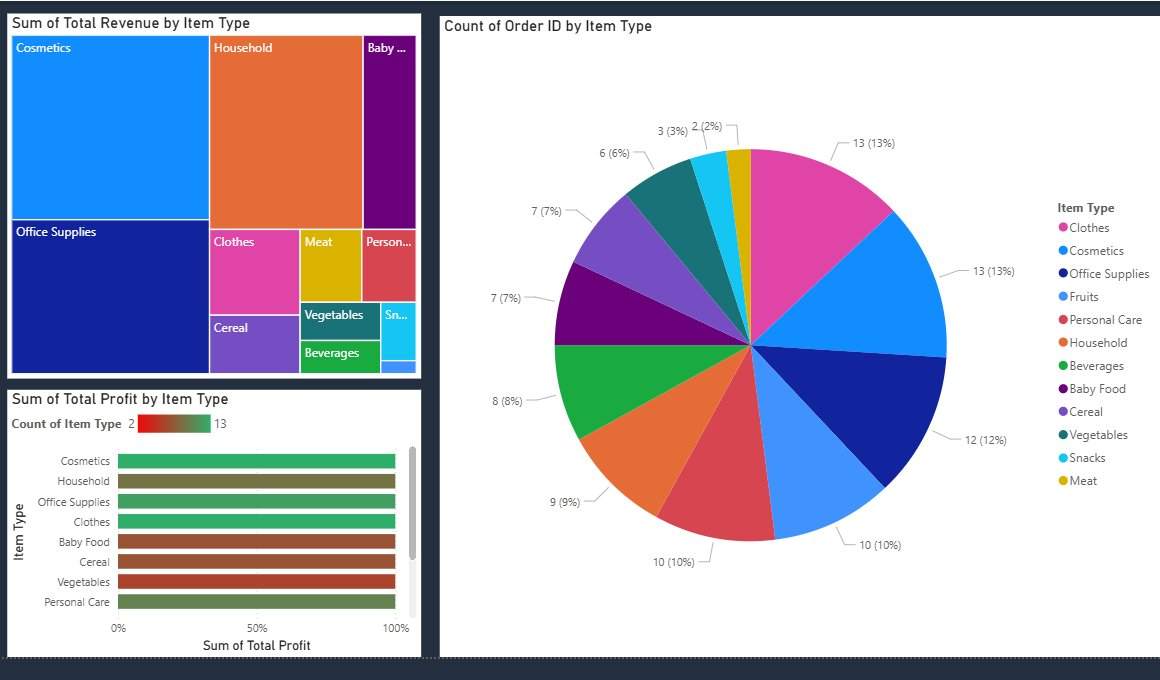 Sum of Total Revenue by Item Type
Cosmetics
Household
Baby ...
Office Supplies
Clothes
Meat
Person...
Cereal
Vegetables
Sn...
Beverages
Sum of Total Profit by Item Type
Count of Item Type 2 13
Item Type
Cosmetics
Household
Office Supplies
Clothes
Baby Food
Cereal
Vegetables
Personal Care
0% 50% 100%
Sum of Total Profit
Count of Order ID by Item Type
13 (13%)
13 (13%)
12 (12%)
10 (10%)
10 (10%)
9 (9%)
8 (8%)
7 (7%)
7 (7%)
6 (6%)
3 (3%)
2 (2%)
Item Type
Clothes
Cosmetics
Office Supplies
Fruits
Personal Care
Household
Beverages
Baby Food
Cereal
Vegetables
Snacks
Meat